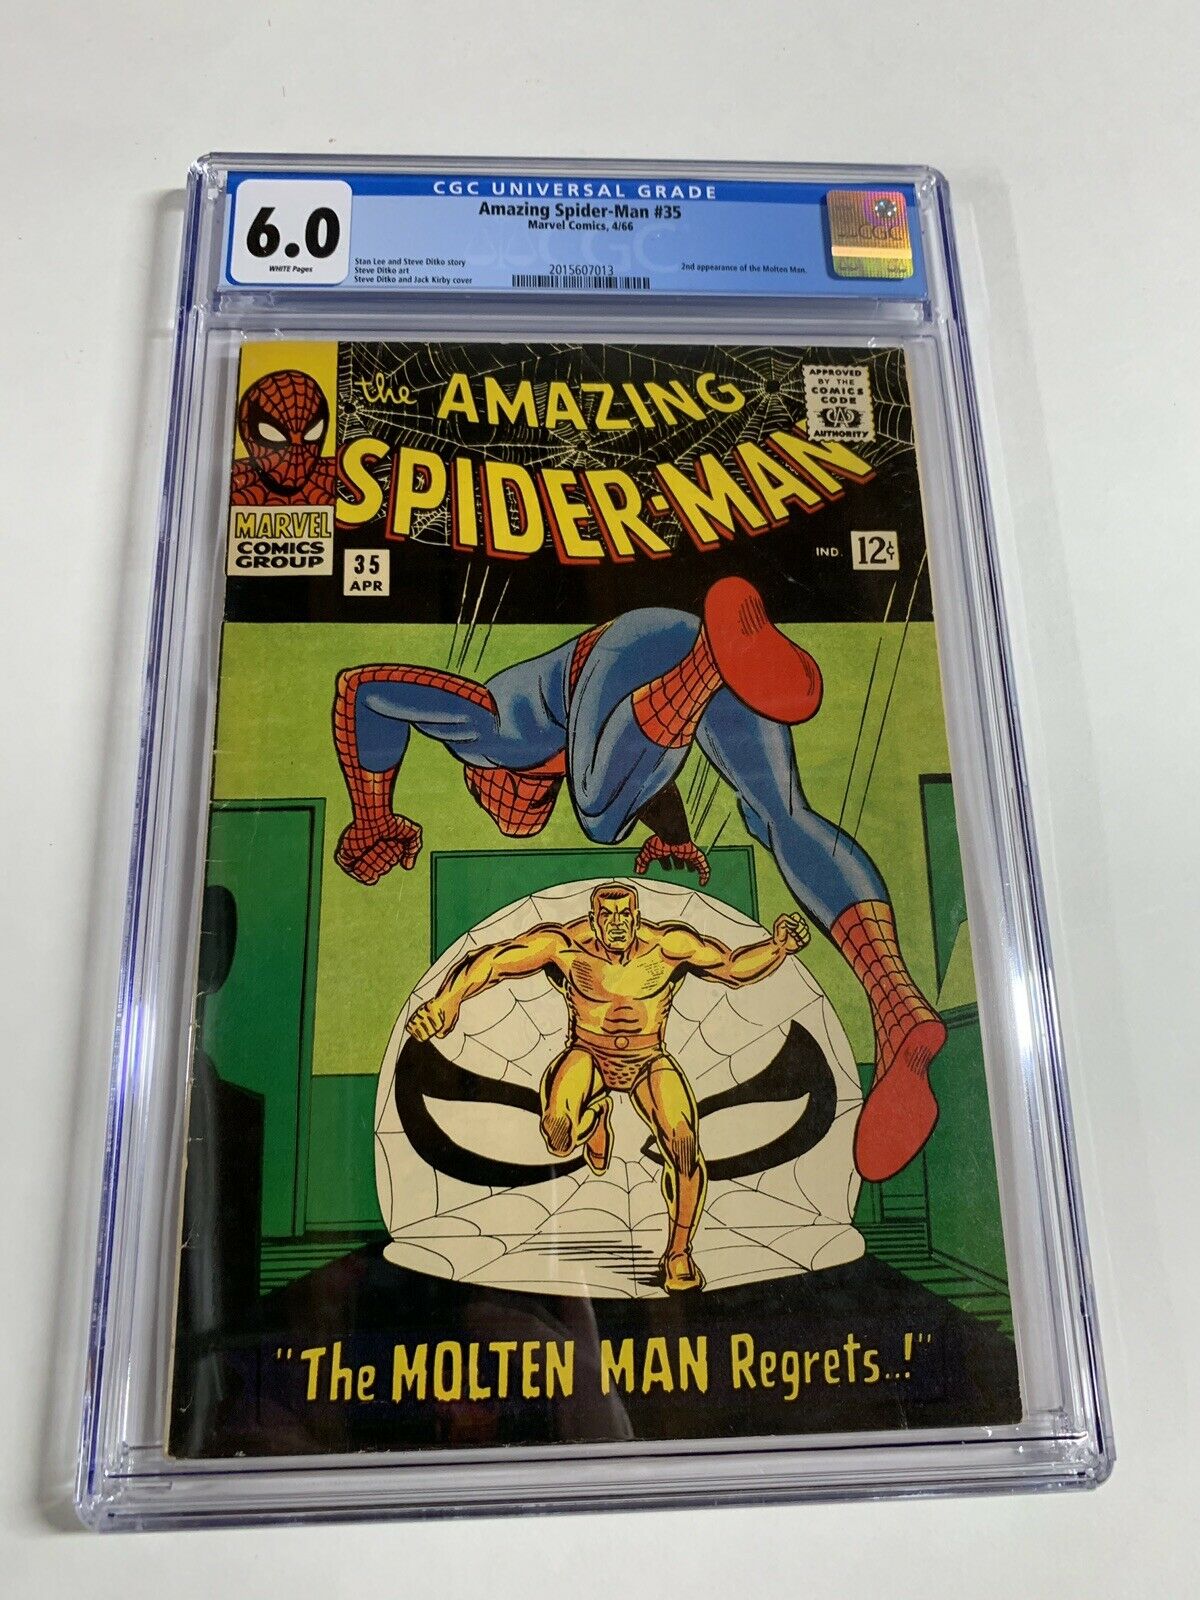 CGC UNIVERSAL GRADE
6.0
WHITE Pages
Amazing Spider-Man #35
Marvel Comics, 4/66
Stan Lee and Steve Ditko story
Steve Ditko art
Steve Ditko and Jack Kirby cover
2015607013
2nd appearance of the Molten Man.
CGC
CGC
the AMAZING
SPIDER-MAN
APPROVED
BY THE
COMICS
CODE
CA
AUTHORITY
MARVEL
COMICS
GROUP
35
APR
IND.
12¢
"The MOLTEN MAN Regrets..!"